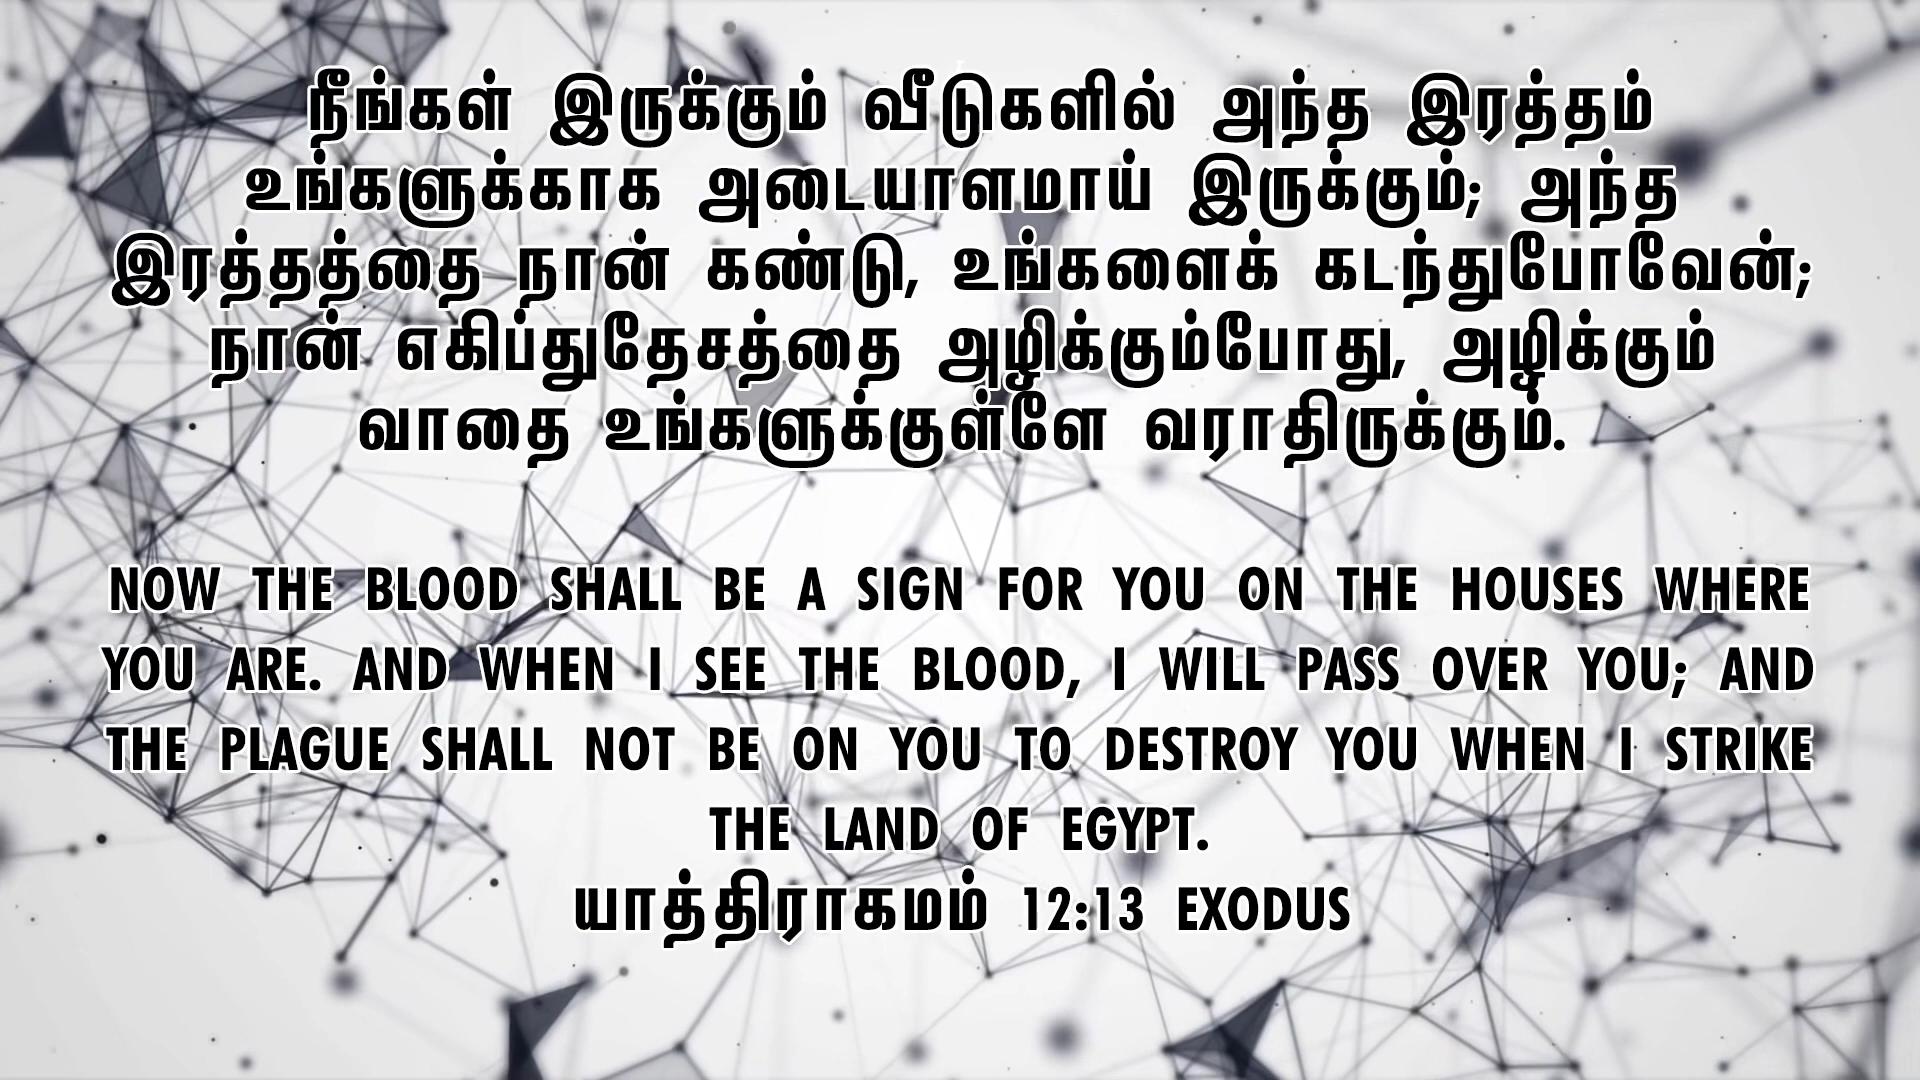 நீங்கள் இருக்கும் வீடுகளில் அந்த இரத்தம்
உங்களுக்காக அடையாளமாய் இருக்கும்; அந்த
இரத்தத்தை நான் கண்டு, உங்களைக் கடந்துபோவேன்;
நான் எகிப்துதேசத்தை அழிக்கும்போது, அழிக்கும்
வாதை உங்களுக்குள்ளே வராதிருக்கும்.
NOW THE BLOOD SHALL BE A SIGN FOR YOU ON THE HOUSES WHERE
YOU ARE. AND WHEN I SEE THE BLOOD, I WILL PASS OVER YOU; AND
THE PLAGUE SHALL NOT BE ON YOU TO DESTROY YOU WHEN I STRIKE
THE LAND OF EGYPT.
யாத்திராகமம் 12:13 EXODUS